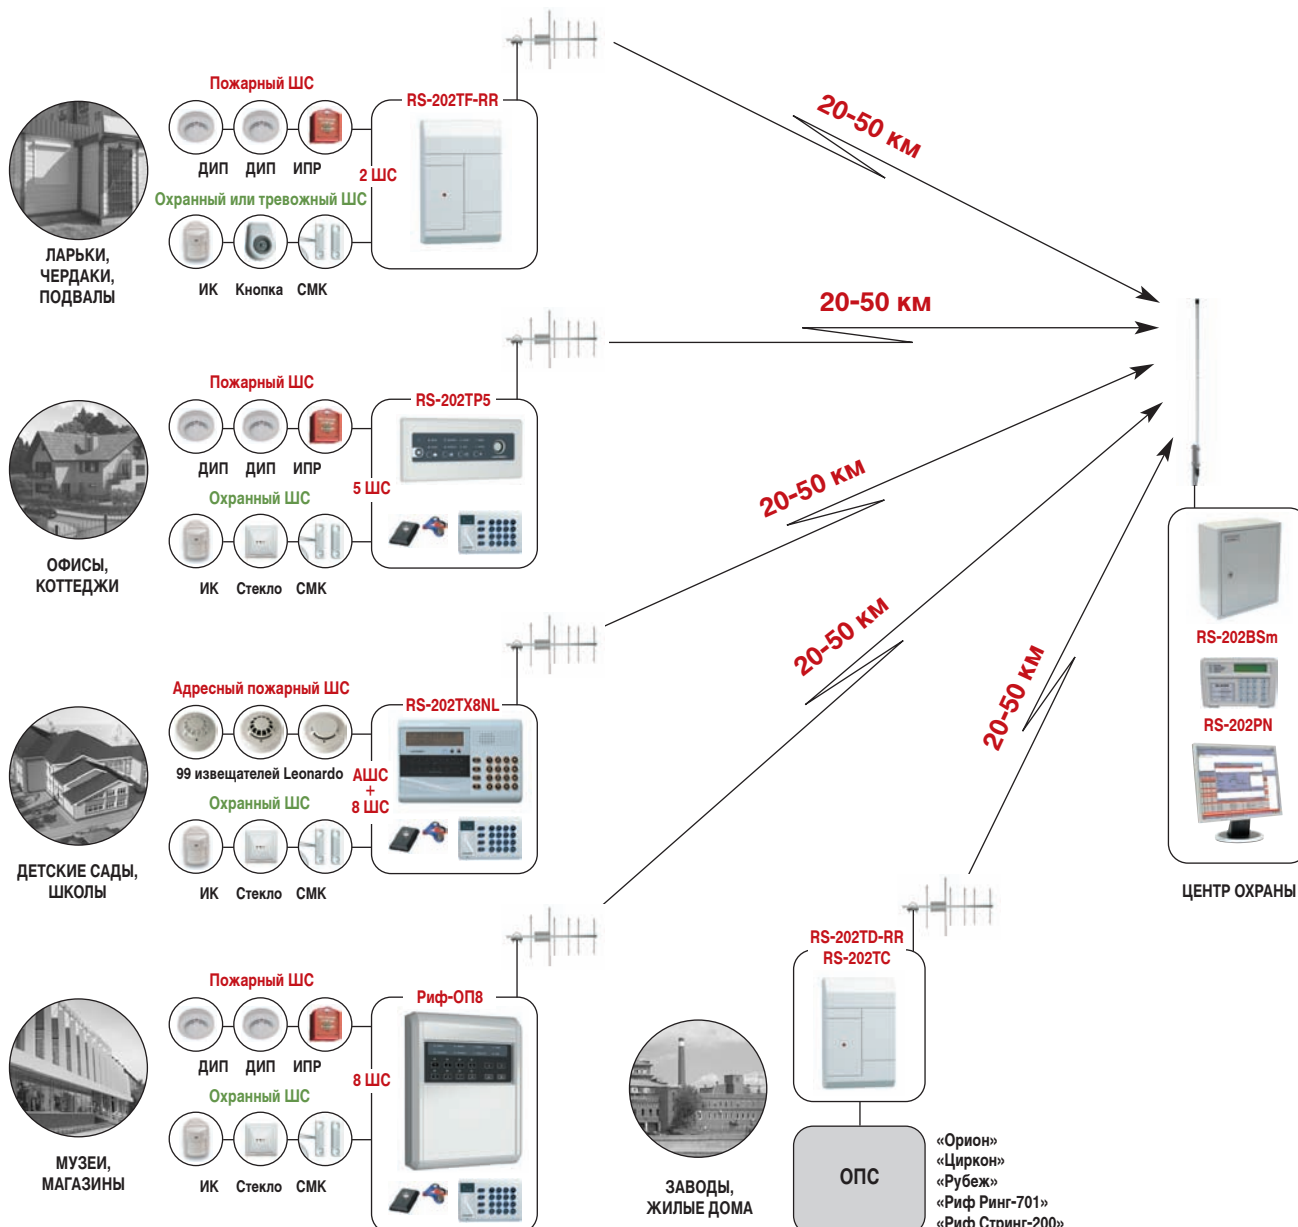 Пожарный ШС
RS-202TF-RR
20-50 км
ДИП ДИП ИПР
2 ШС
Охранный или тревожный ШС
ИК Кнопка СМК
ЛАРЬКИ,
ЧЕРДАКИ,
ПОДВАЛЫ
20-50 км
Пожарный ШС
RS-202TP5
ДИП ДИП ИПР
5 ШС
Охранный ШС
ИК Стекло СМК
ОФИСЫ,
КОТТЕДЖИ
20-50 км
Адресный пожарный ШС
RS-202TX8NL
99 извещателей Leonardo
АШС
+
8 ШС
Охранный ШС
ИК Стекло СМК
ДЕТСКИЕ САДЫ,
ШКОЛЫ
20-50 км
20-50 км
RS-202BSm
RS-202PN
ЦЕНТР ОХРАНЫ
Пожарный ШС
Риф-ОП8
ДИП ДИП ИПР
8 ШС
Охранный ШС
ИК Стекло СМК
МУЗЕИ,
МАГАЗИНЫ
RS-202TD-RR
RS-202TC
ЗАВОДЫ,
ЖИЛЫЕ ДОМА
ОПС
«Орион»
«Циркон»
«Рубеж»
«Риф Ринг-701»
«Риф Стринг-200»